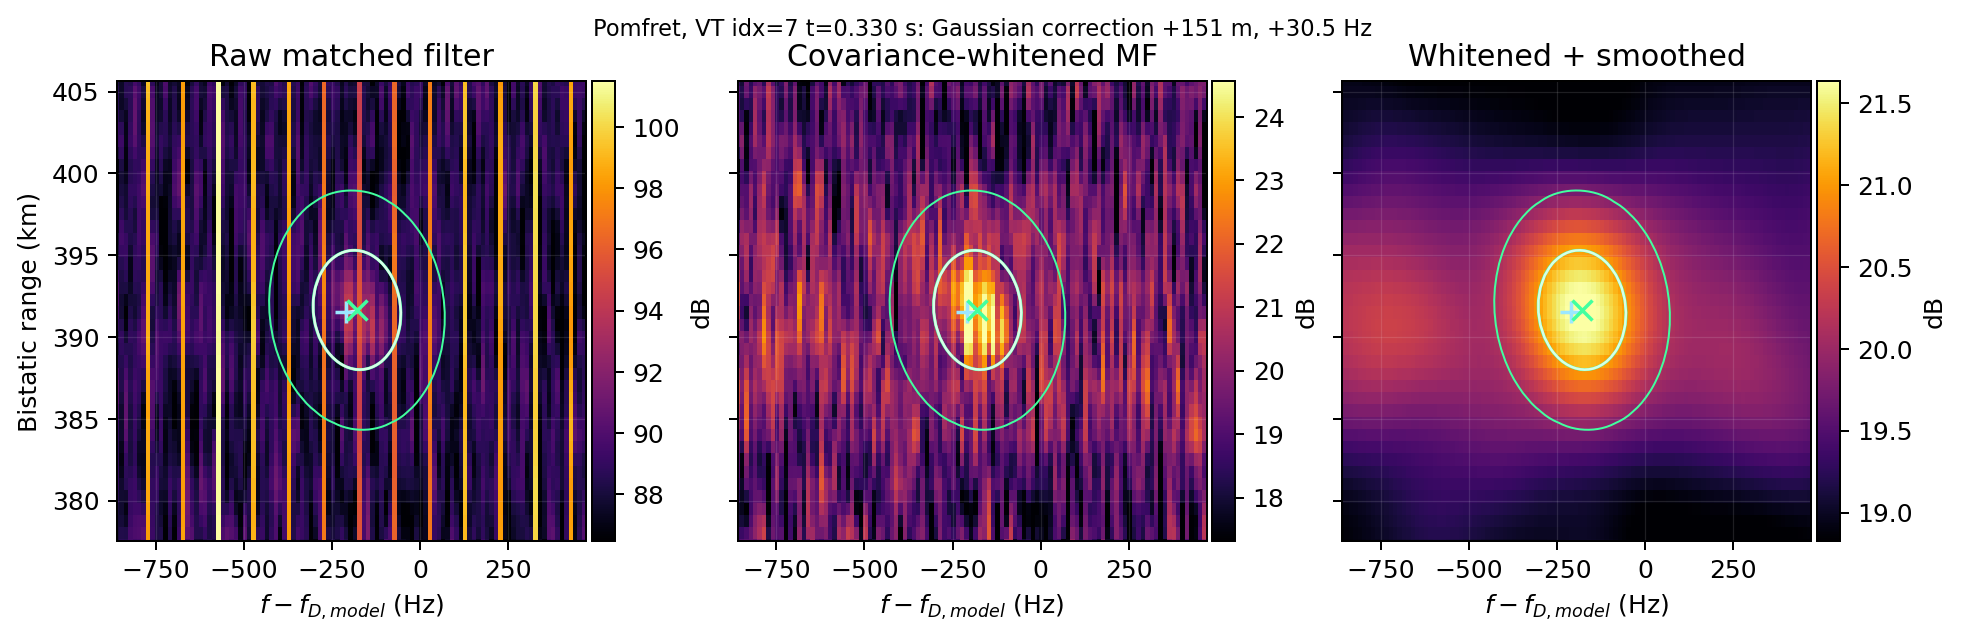 Pomfret, VT idx=7 t=0.330 s: Gaussian correction +151 m, +30.5 Hz
Raw matched filter
Covariance-whitened MF
Whitened + smoothed
Bistatic range (km)
405
400
395
390
385
380
−750 −500 −250 0 250
f − f_{D, model} (Hz)
100
98
96
94
92
90
88
dB
−750 −500 −250 0 250
f − f_{D, model} (Hz)
24
23
22
21
20
19
18
dB
−750 −500 −250 0 250
f − f_{D, model} (Hz)
21.5
21.0
20.5
20.0
19.5
19.0
dB